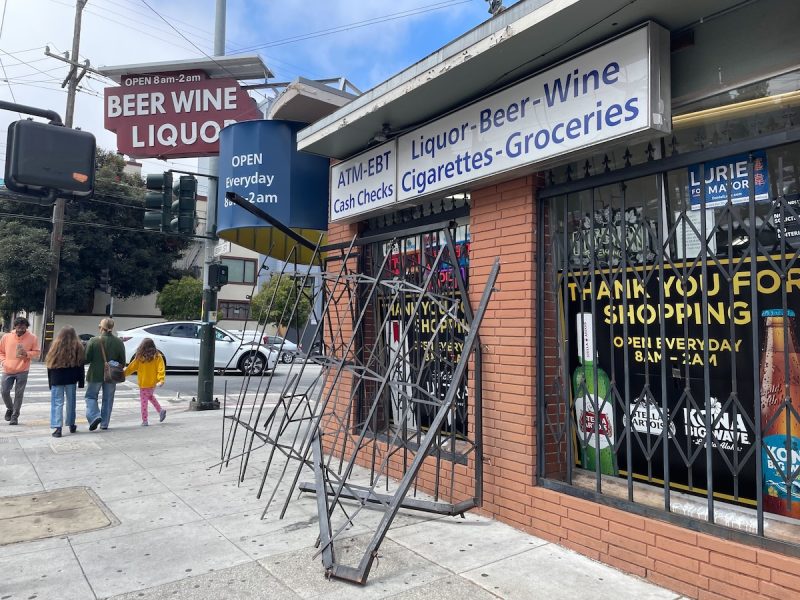 OPEN 8am-2am
BEER WINE
LIQUOR
OPEN
Everyday
8am-2am
ATM-EBT
Cash Checks
Liquor-Beer-Wine
Cigarettes-Groceries
LURIE
FOR MAYOR
THANK YOU FOR
SHOPPING
OPEN EVERYDAY
8AM-2AM
STELLA
ARTOIS
KONA
BIG WAVE
THANK YOU
SHOPPING